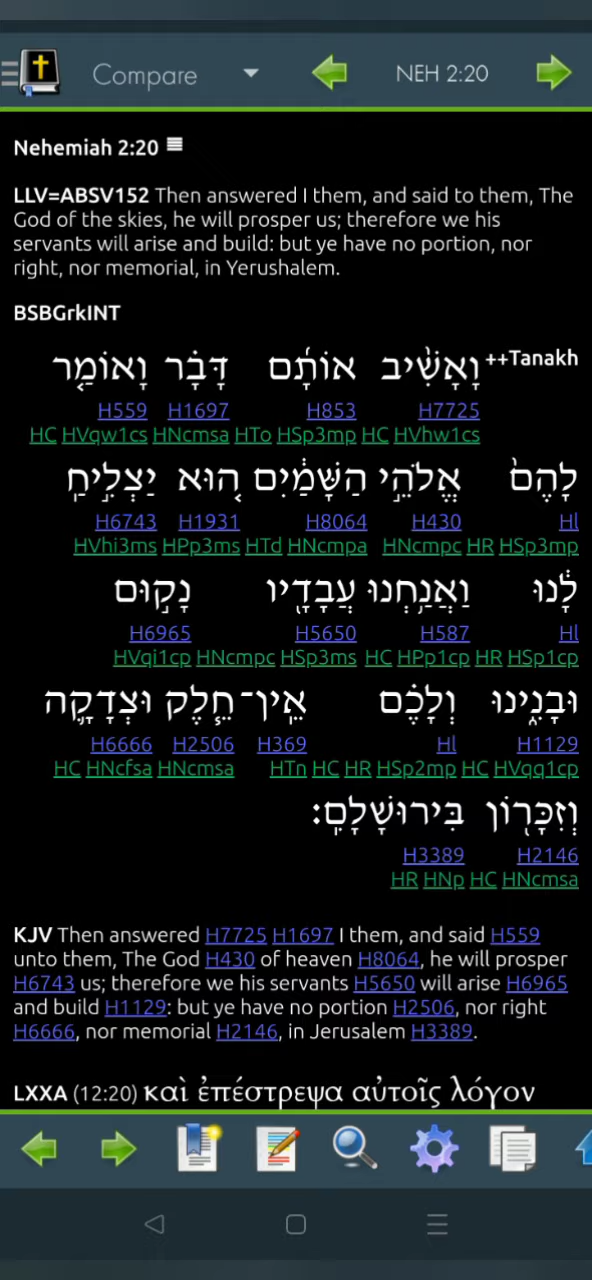 Compare
NEH 2:20
Nehemiah 2:20
LLV=ABSV152 Then answered I them, and said to them, The
God of the skies, he will prosper us; therefore we his
servants will arise and build: but ye have no portion, nor
right, nor memorial, in Yerushalem.
BSBGrkINT
++Tanakh וָאָשִׁ֨יב אוֹתָ֜ם דָּבָ֗ר וָאוֹמַ֤ר
H559 H1697 H853 H7725
HC HVqw1cs HNcmsa HTo HSp3mp HC HVhw1cs
לָהֶם֙ אֱלֹהֵ֣י הַשָּׁמַ֔יִם ה֚וּא יַצְלִ֣יחַֽ
H6743 H1931 H8064 H430 Hl
HVhi3ms HPp3ms HTd HNcmpa HNcmpc HR HSp3mp
לָ֔נוּ וַאֲנַ֥חְנוּ עֲבָדָ֖יו נָק֣וּם
H6965 H5650 H587 Hl
HVqi1cp HNcmpc HSp3ms HC HPp1cp HR HSp1cp
וּבָנִ֑ינוּ וְלָכֶ֗ם אֵֽין־חֵ֧לֶק וּצְדָקָ֛ה
H6666 H2506 H369 Hl H1129
HC HNcfsa HNcmsa HTn HC HR HSp2mp HC HVqq1cp
וְזִכָּר֖וֹן בִּירוּשָׁלָֽםִ׃
H3389 H2146
HR HNp HC HNcmsa
KJV Then answered H7725 H1697 I them, and said H559
unto them, The God H430 of heaven H8064, he will prosper
H6743 us; therefore we his servants H5650 will arise H6965
and build H1129: but ye have no portion H2506, nor right
H6666, nor memorial H2146, in Jerusalem H3389.
LXXA (12:20) καὶ ἐπέστρεψα αὐτοῖς λόγον